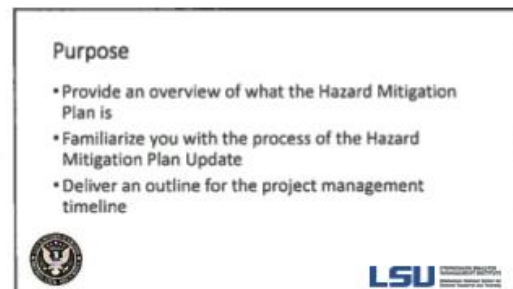 Purpose
• Provide an overview of what the Hazard Mitigation
Plan is
• Familiarize you with the process of the Hazard
Mitigation Plan Update
• Deliver an outline for the project management
timeline
LSU